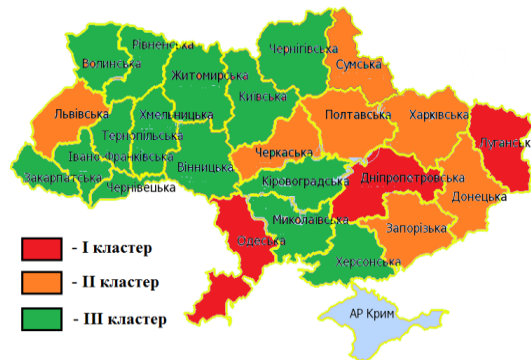 Волинська
Рівненська
Житомирська
Київська
Чернігівська
Сумська
Львівська
Тернопільська
Хмельницька
Вінницька
Черкаська
Полтавська
Харківська
Луганська
Закарпатська
Івано-Франківська
Чернівецька
Кіровоградська
Дніпропетровська
Донецька
Одеська
Миколаївська
Херсонська
Запорізька
АР Крим
- I кластер
- II кластер
- III кластер